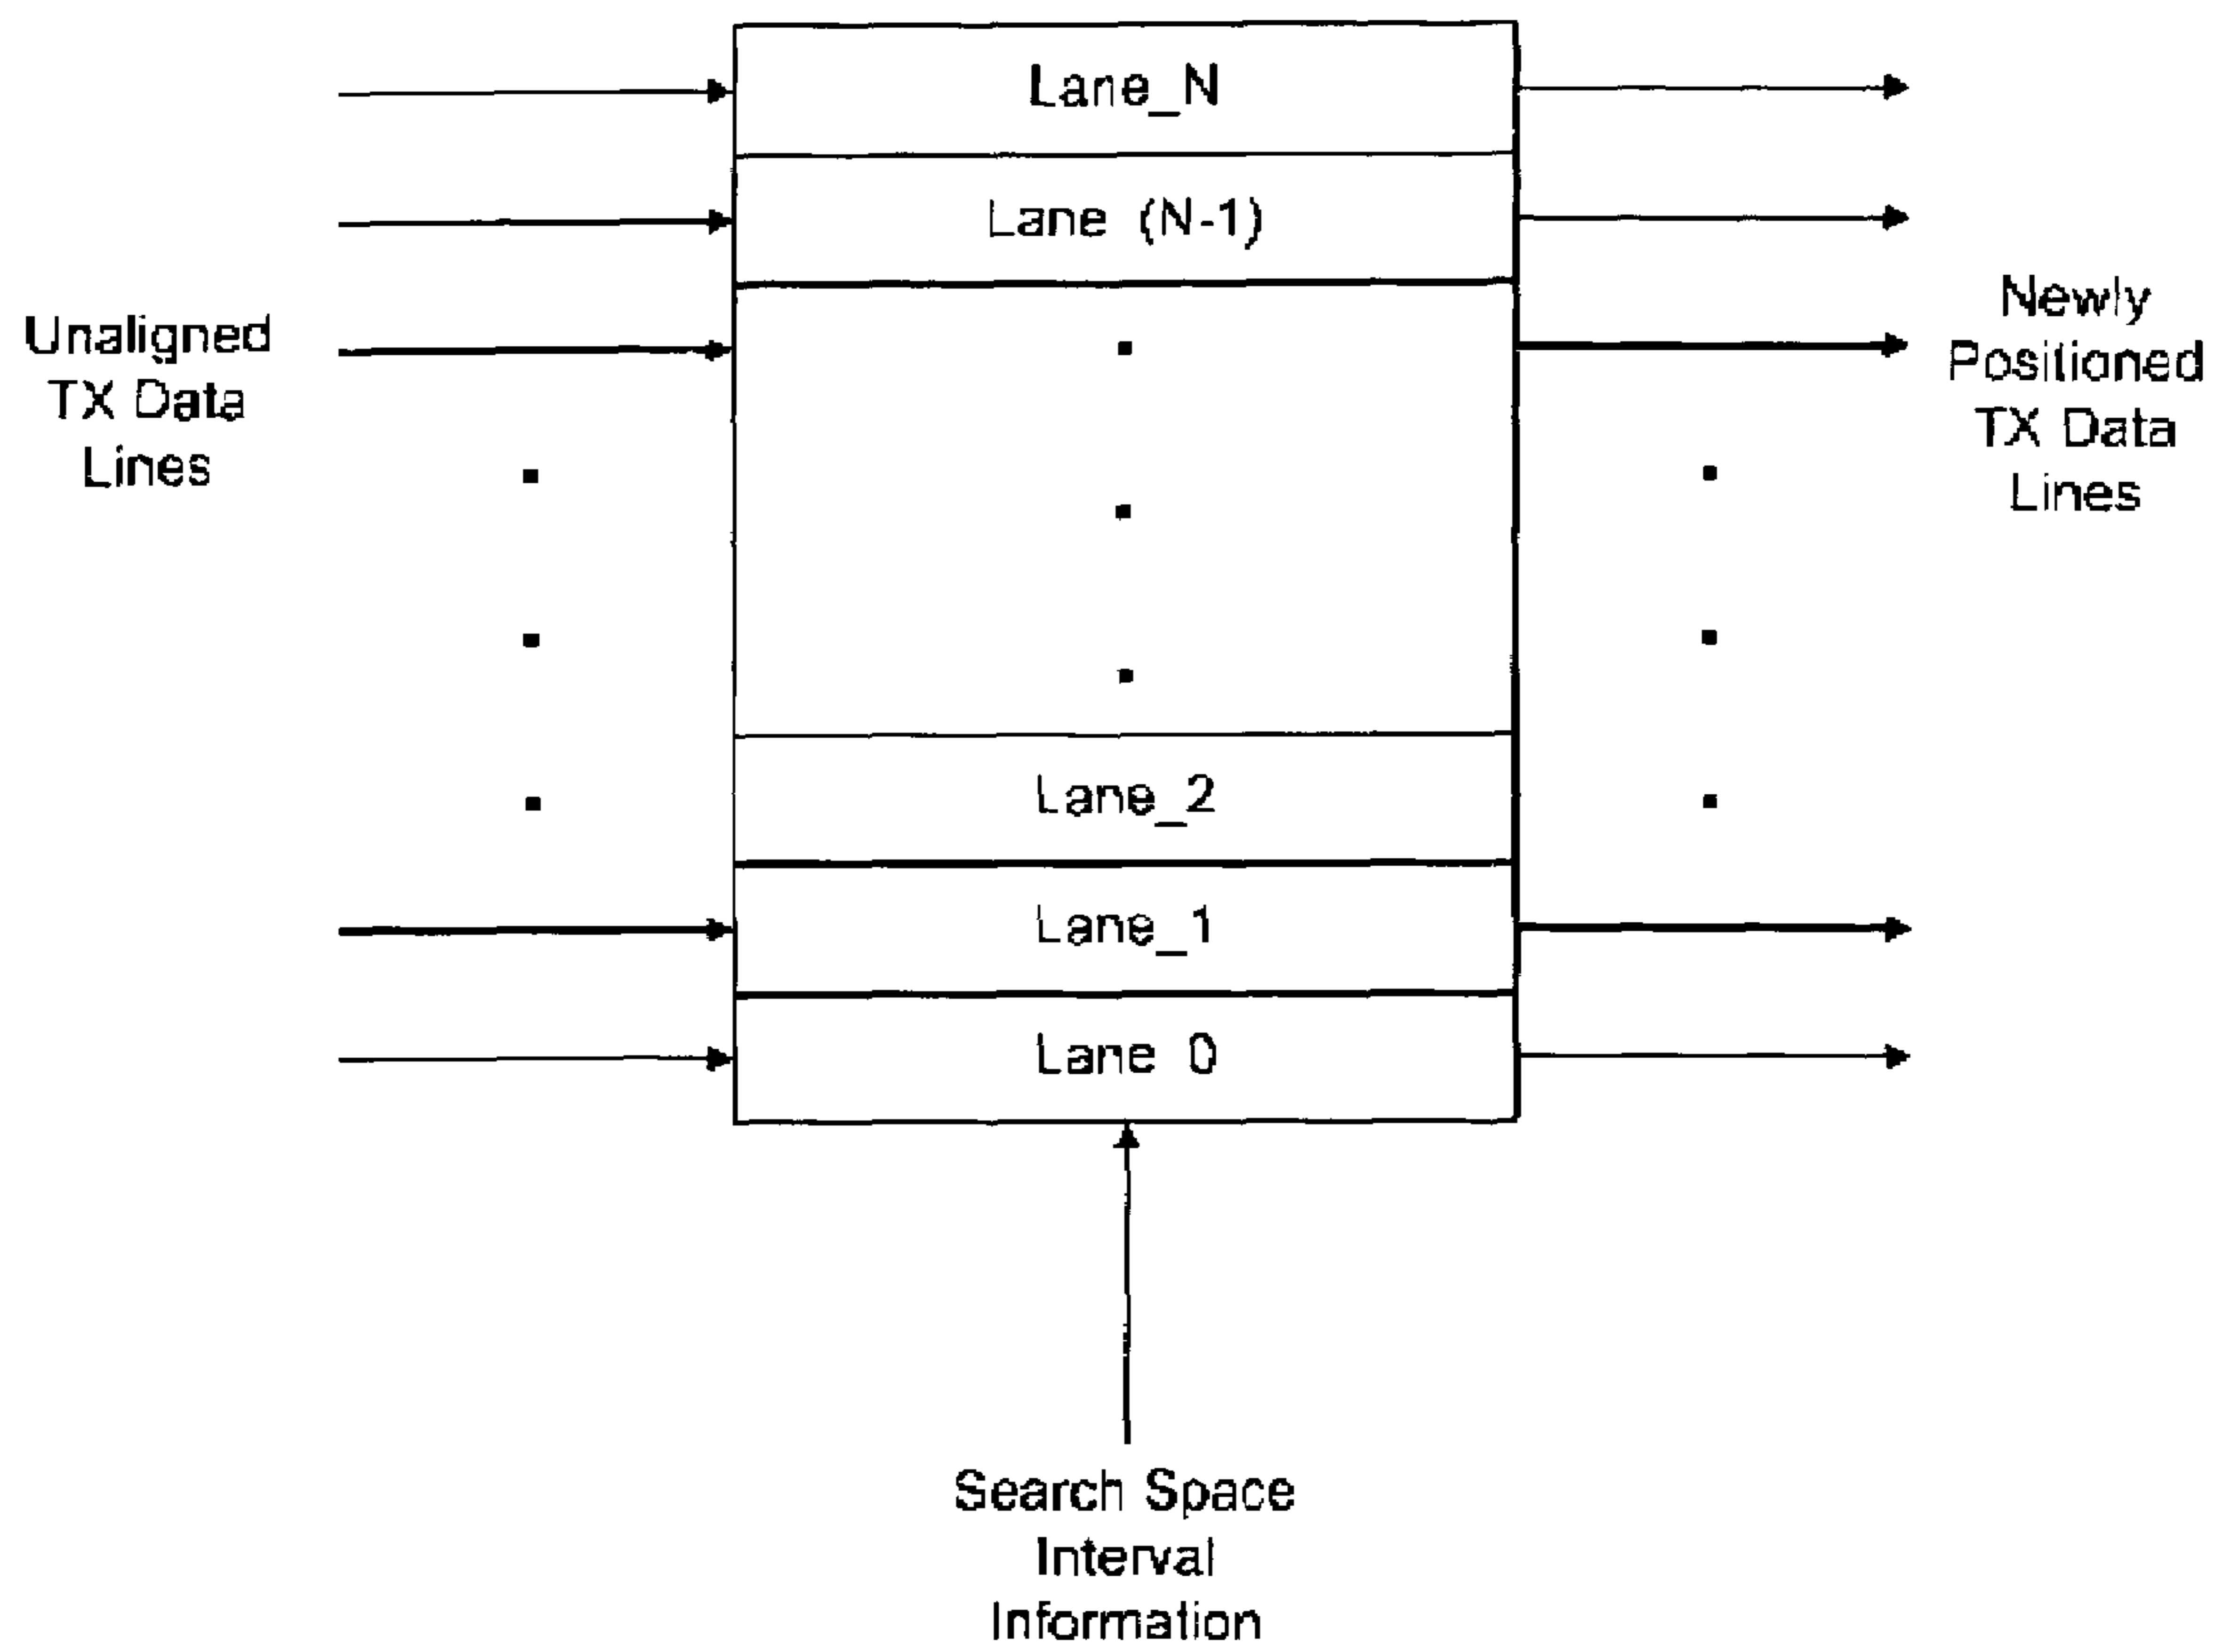 Lane_N
Lane (N-1)
Unaligned
TX Data
Lines
Newly
Positioned
TX Data
Lines
Lane_2
Lane_1
Lane 0
Search Space
Interval
Information